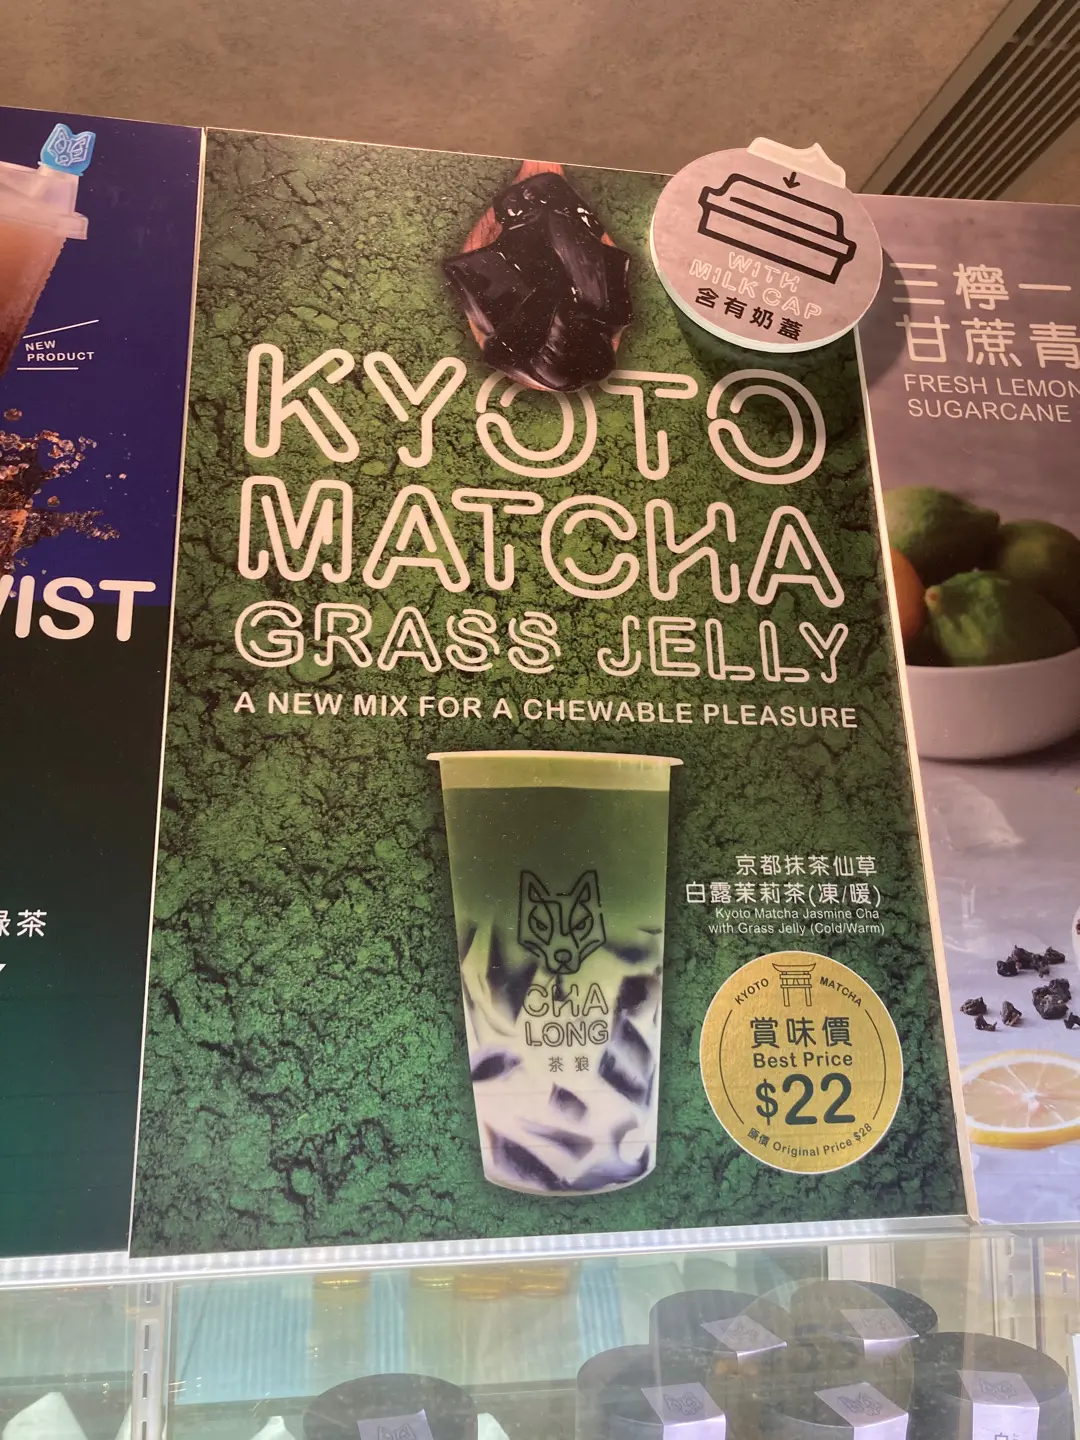 NEW
PRODUCT
IST
綠茶
WITH
MILK CAP
含有奶蓋
KYOTO
MATCHA
GRASS JELLY
A NEW MIX FOR A CHEWABLE PLEASURE
CHA
LONG
茶狼
京都抹茶仙草
白露茉莉茶(凍/暖)
Kyoto Matcha Jasmine Cha
with Grass Jelly (Cold/Warm)
KYOTO MATCHA
賞味價
Best Price
$22
原價 Original Price $28
三檸一
甘蔗青
FRESH LEMON
SUGARCANE